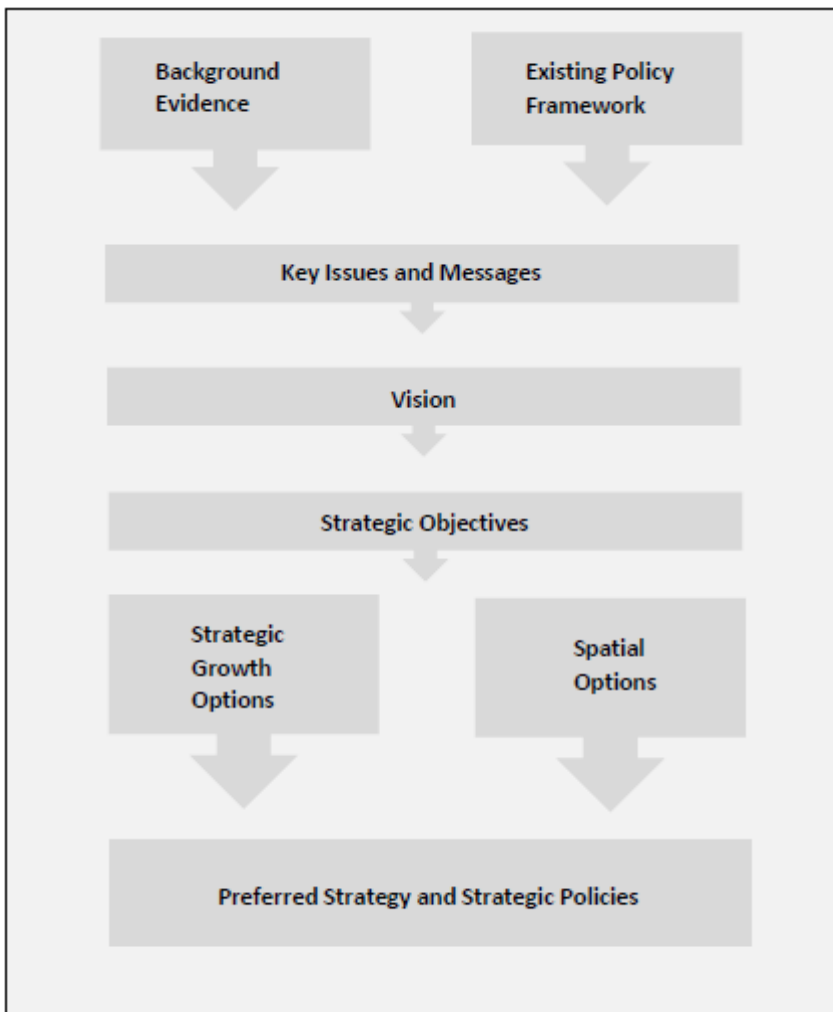 Background
Evidence
Existing Policy
Framework
Key Issues and Messages
Vision
Strategic Objectives
Strategic
Growth
Options
Spatial
Options
Preferred Strategy and Strategic Policies